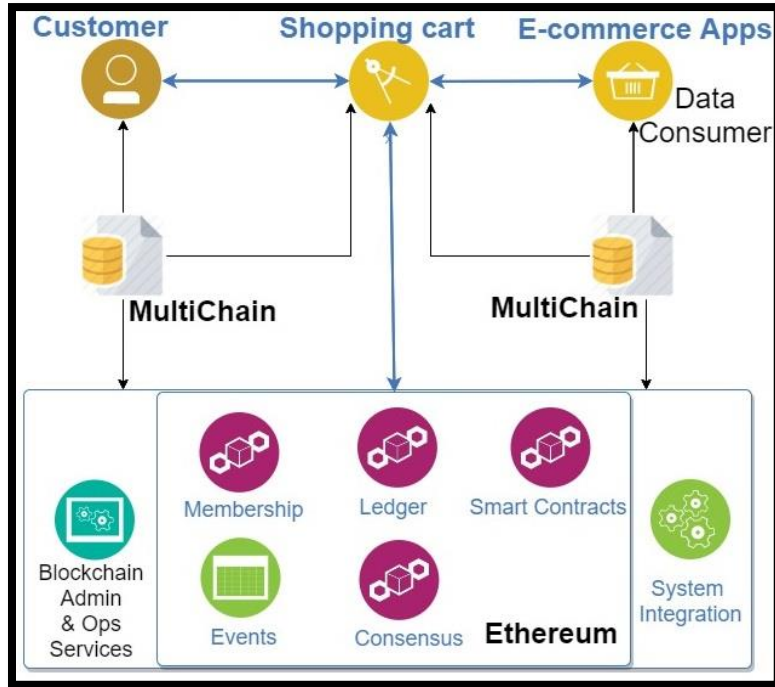 Customer
Shopping cart
E-commerce Apps
Data
Consumer
MultiChain
MultiChain
Membership
Ledger
Smart Contracts
Blockchain
Admin
& Ops
Services
Events
Consensus
Ethereum
System
Integration